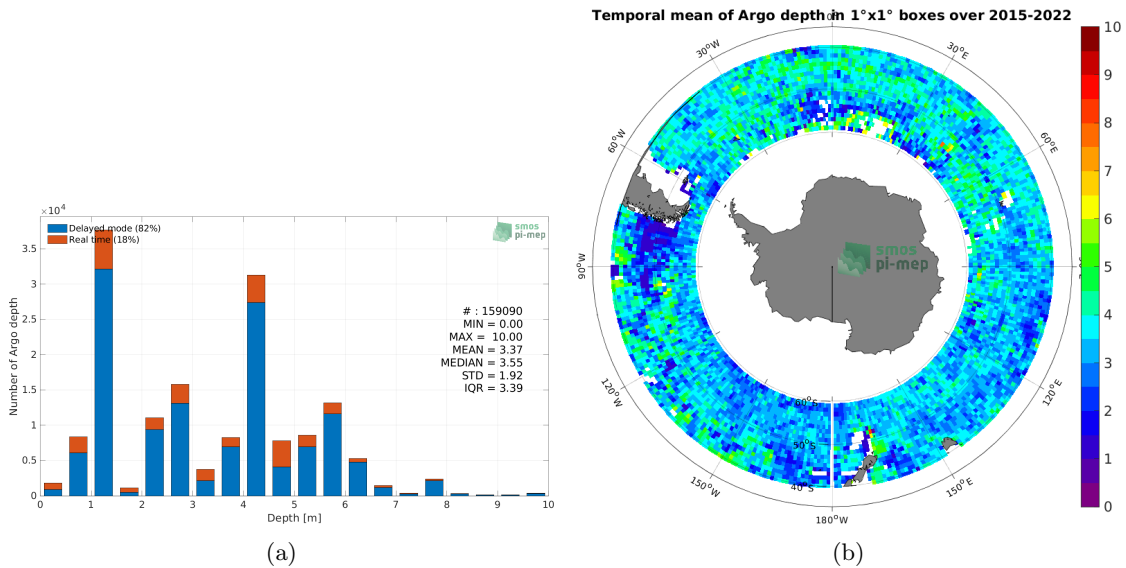 Temporal mean of Argo depth in 1°x1° boxes over 2015-2022
×10⁴
Delayed mode (82%)
Real time (18%)
smos
pi-mep
# : 159090
MIN = 0.00
MAX = 10.00
MEAN = 3.37
MEDIAN = 3.55
STD = 1.92
IQR = 3.39
Number of Argo depth
3.5
3
2.5
2
1.5
1
0.5
0
0 1 2 3 4 5 6 7 8 9 10
Depth [m]
(a)
30°W
30°E
60°W
60°E
90°W
120°W
120°E
150°W
150°E
180°W
60°S
50°S
40°S
smos
pi-mep
10
9
8
7
6
5
4
3
2
1
0
(b)